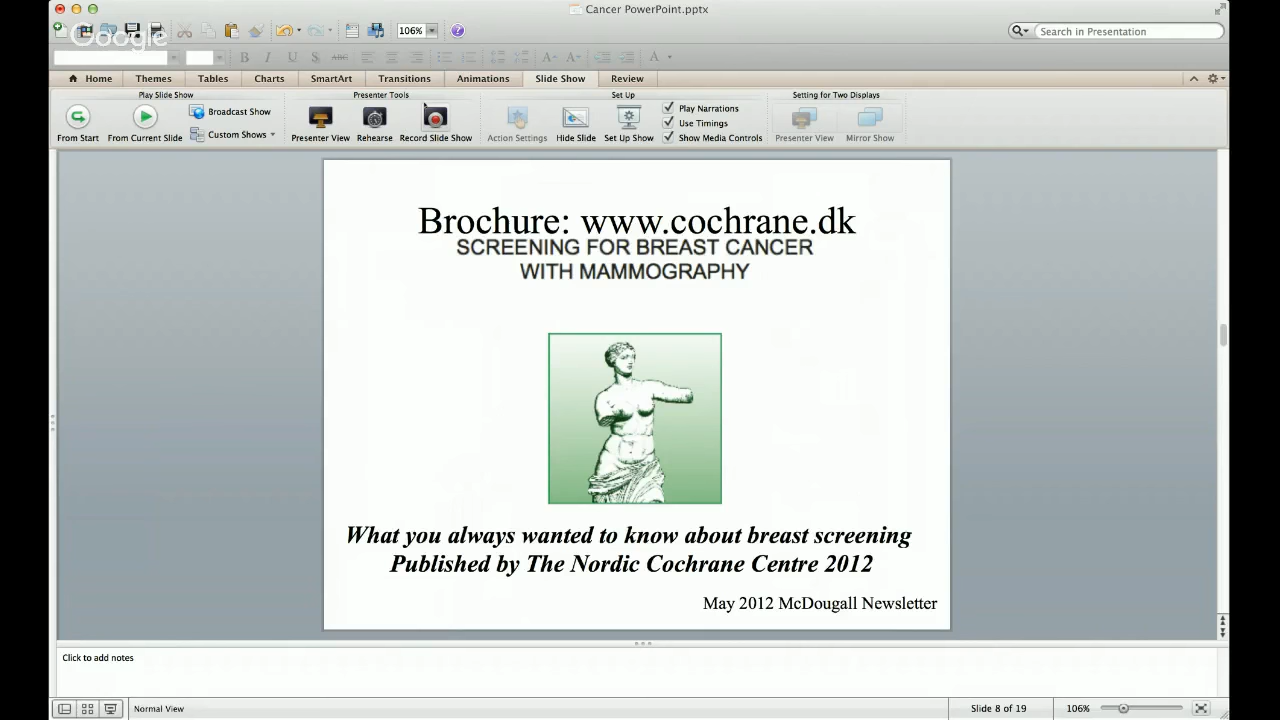 Cancer PowerPoint.pptx
Google
106%
Search in Presentation
B I U S ABC A A A
Home Themes Tables Charts SmartArt Transitions Animations Slide Show Review
Play Slide Show Presenter Tools Set Up Setting for Two Displays
From Start From Current Slide Broadcast Show Custom Shows Presenter View Rehearse Record Slide Show Action Settings Hide Slide Set Up Show Play Narrations Use Timings Show Media Controls Presenter View Mirror Show
Brochure: www.cochrane.dk
SCREENING FOR BREAST CANCER
WITH MAMMOGRAPHY
What you always wanted to know about breast screening
Published by The Nordic Cochrane Centre 2012
May 2012 McDougall Newsletter
Click to add notes
Normal View Slide 8 of 19 106%